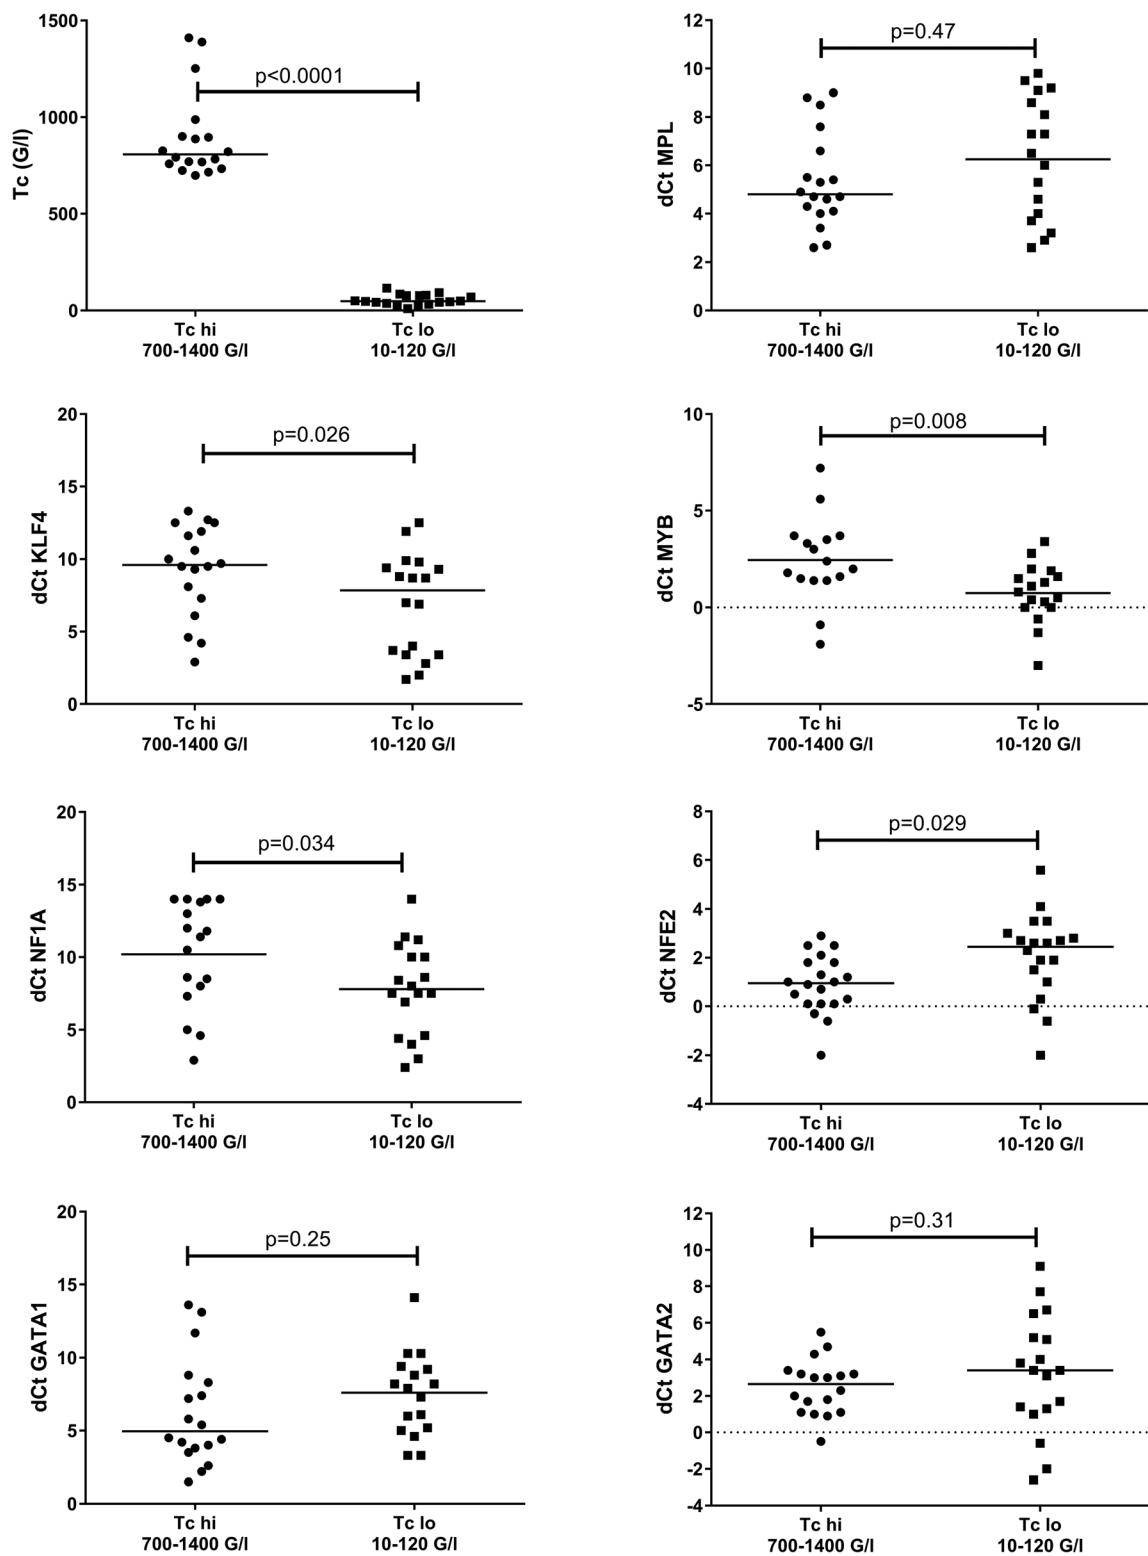 1500
1000
500
0
Tc (G/l)
p<0.0001
Tc hi
700-1400 G/l
Tc lo
10-120 G/l
12
10
8
6
4
2
0
dCt MPL
p=0.47
Tc hi
700-1400 G/l
Tc lo
10-120 G/l
20
15
10
5
0
dCt KLF4
p=0.026
Tc hi
700-1400 G/l
Tc lo
10-120 G/l
10
5
0
-5
dCt MYB
p=0.008
Tc hi
700-1400 G/l
Tc lo
10-120 G/l
20
15
10
5
0
dCt NF1A
p=0.034
Tc hi
700-1400 G/l
Tc lo
10-120 G/l
8
6
4
2
0
-2
-4
dCt NFE2
p=0.029
Tc hi
700-1400 G/l
Tc lo
10-120 G/l
20
15
10
5
0
dCt GATA1
p=0.25
Tc hi
700-1400 G/l
Tc lo
10-120 G/l
12
10
8
6
4
2
0
-2
-4
dCt GATA2
p=0.31
Tc hi
700-1400 G/l
Tc lo
10-120 G/l